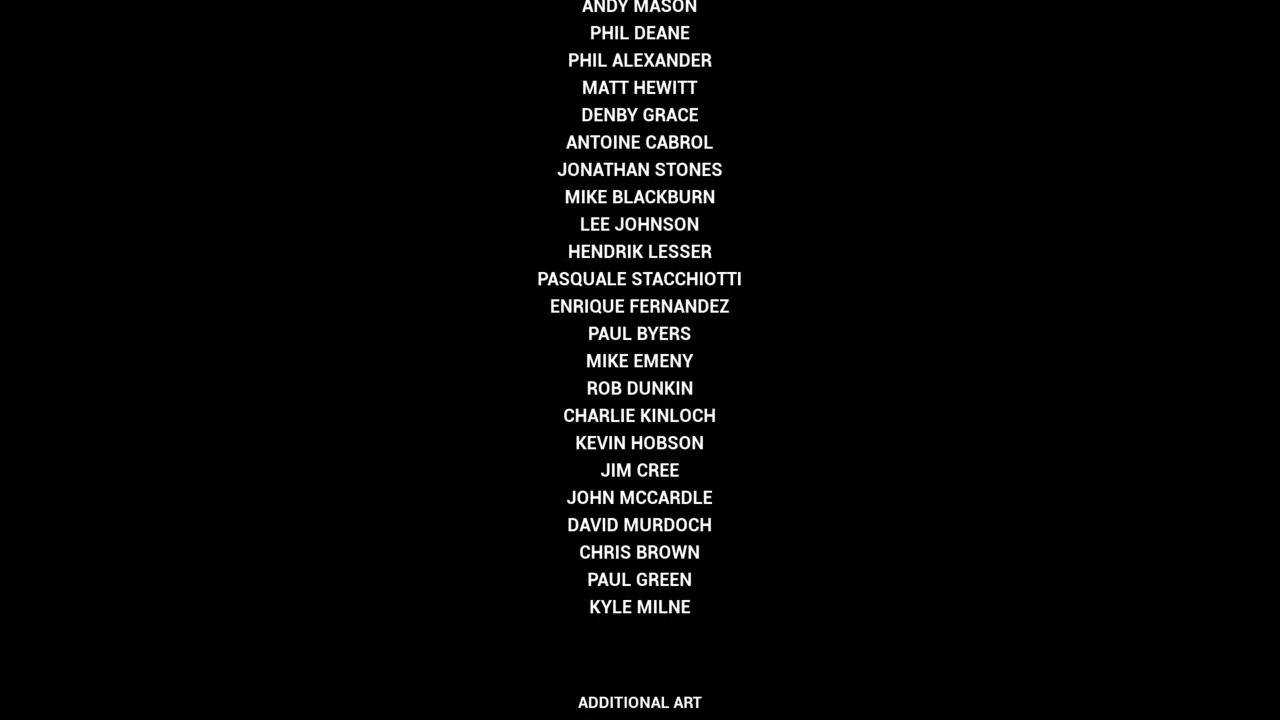 ANDY MASON
PHIL DEANE
PHIL ALEXANDER
MATT HEWITT
DENBY GRACE
ANTOINE CABROL
JONATHAN STONES
MIKE BLACKBURN
LEE JOHNSON
HENDRIK LESSER
PASQUALE STACCHIOTTI
ENRIQUE FERNANDEZ
PAUL BYERS
MIKE EMENY
ROB DUNKIN
CHARLIE KINLOCH
KEVIN HOBSON
JIM CREE
JOHN MCCARDLE
DAVID MURDOCH
CHRIS BROWN
PAUL GREEN
KYLE MILNE
ADDITIONAL ART